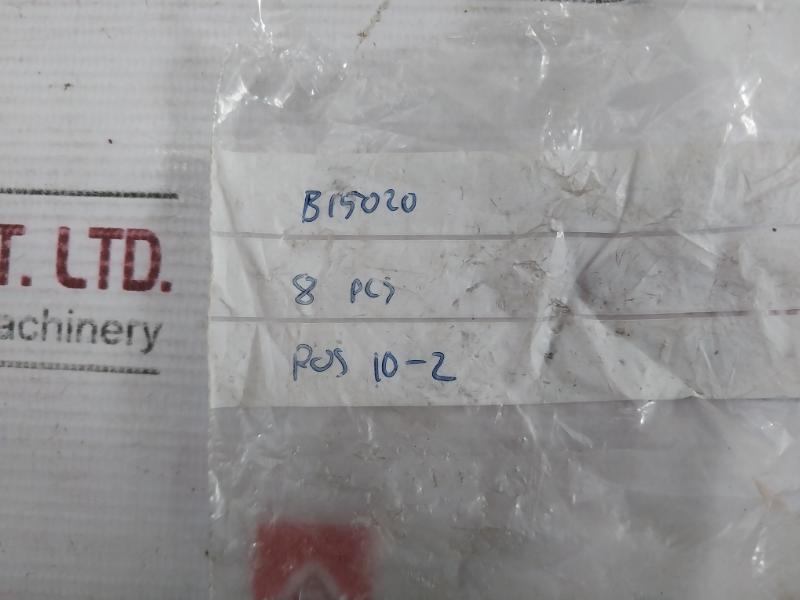 B15020
T. LTD.
8 PCS
achinery
POS 10-2